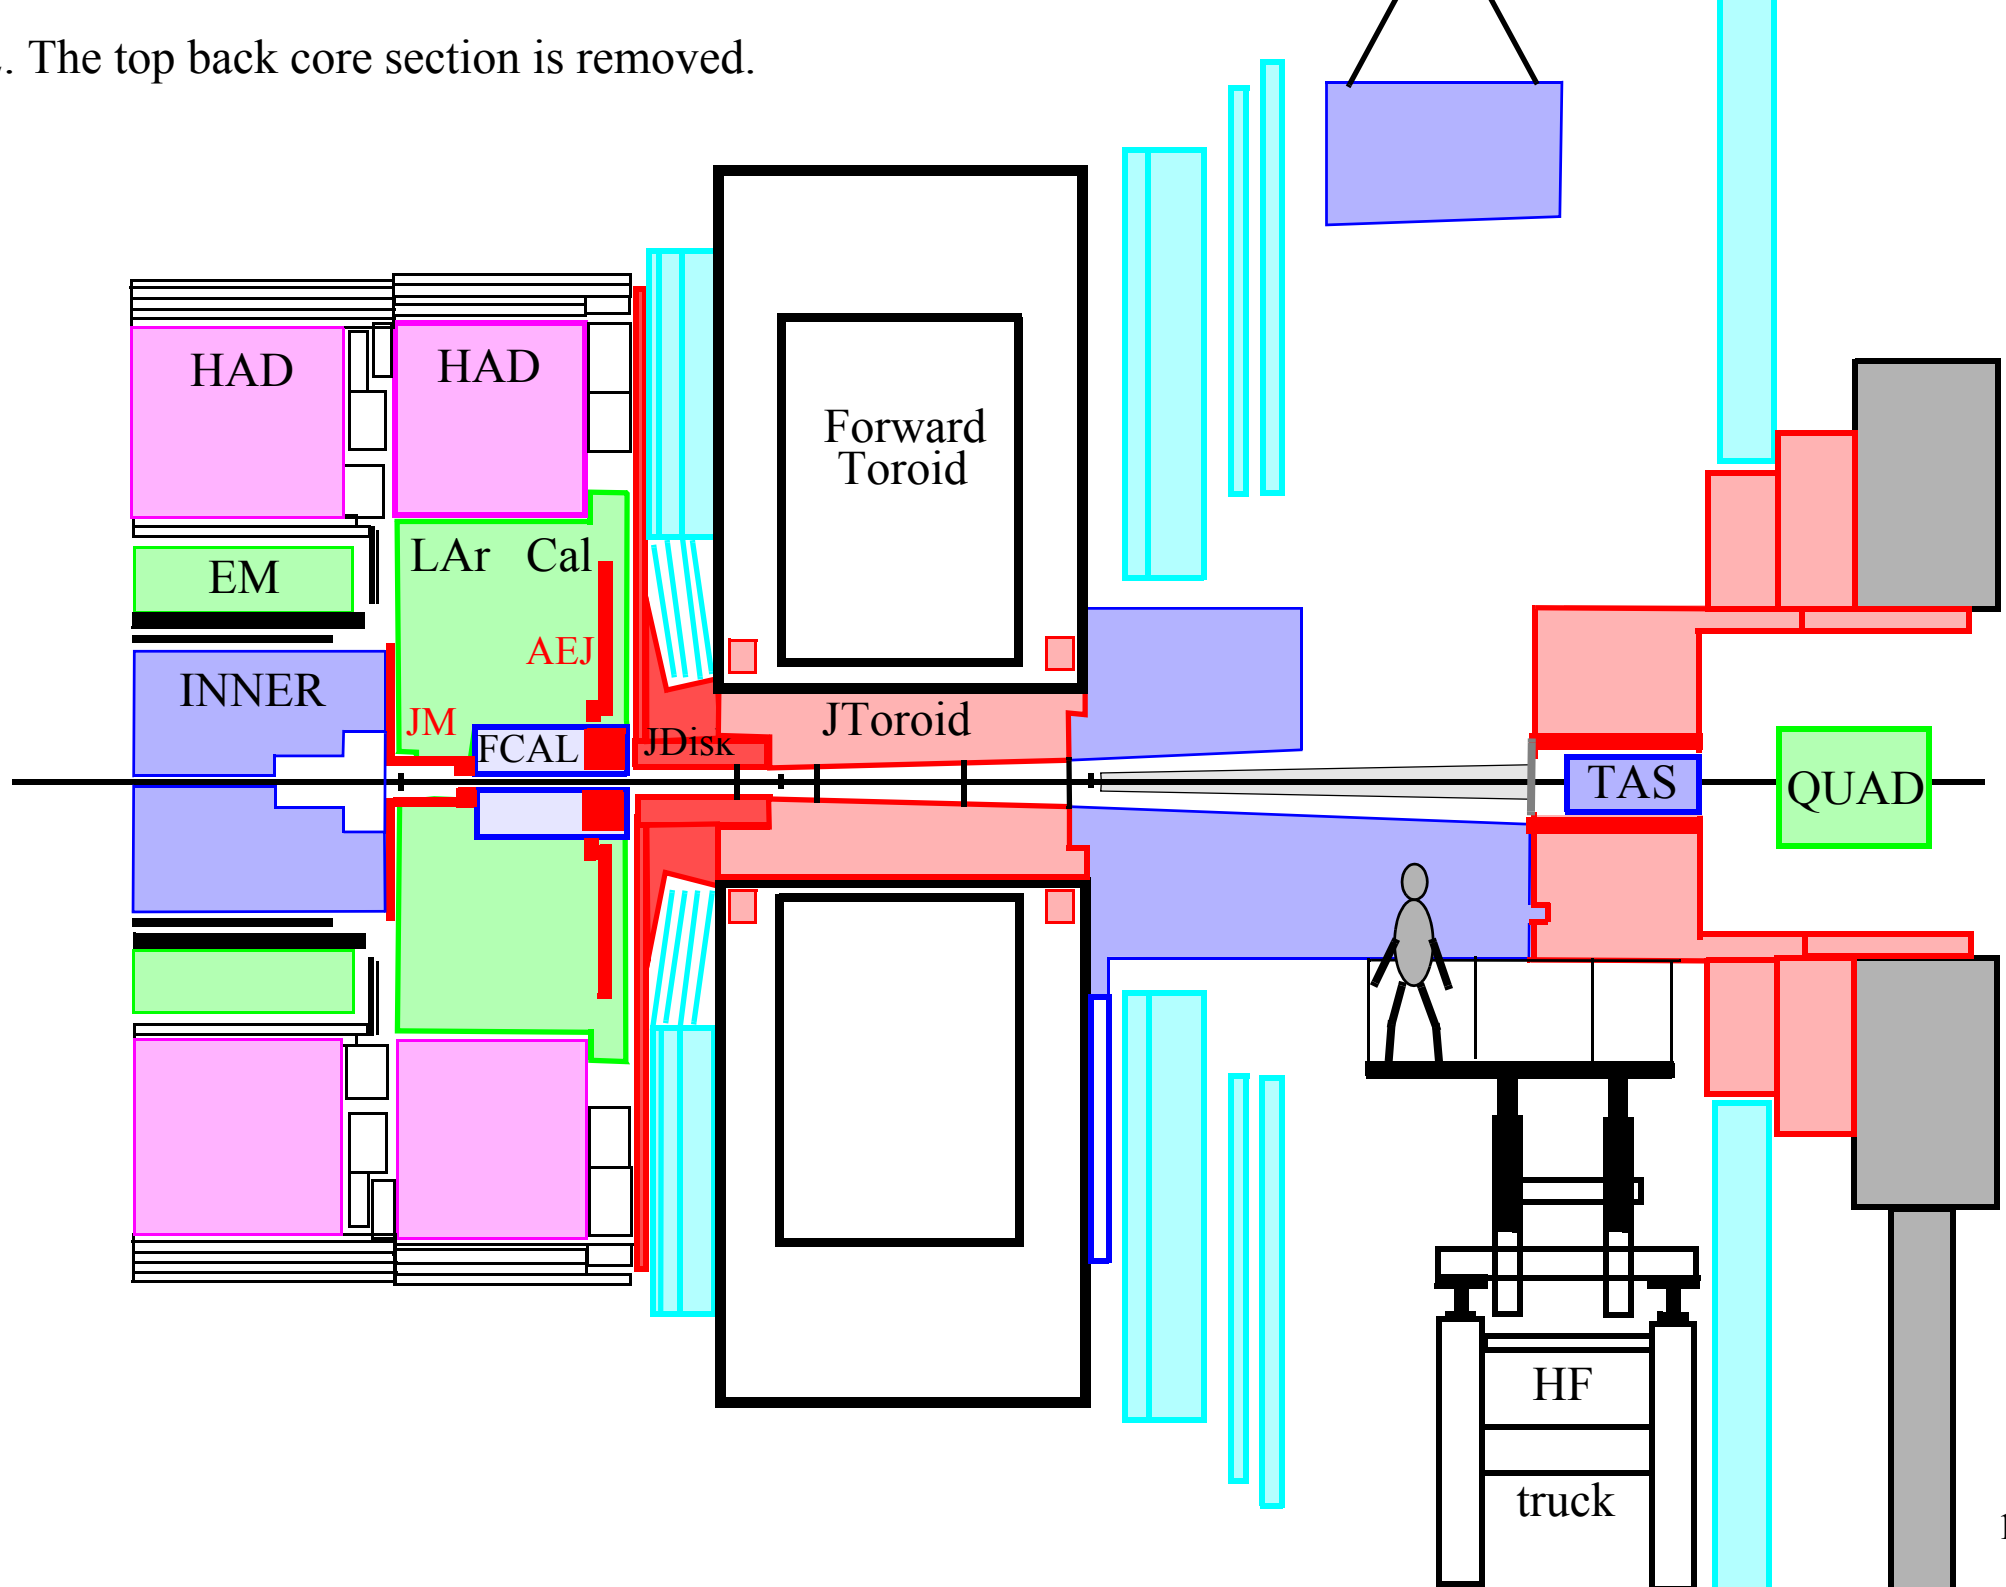 . The top back core section is removed.
HAD
HAD
Forward
Toroid
LAr Cal
EM
AEJ
INNER
JM
JToroid
FCAL
JDisk
TAS
QUAD
HF
truck